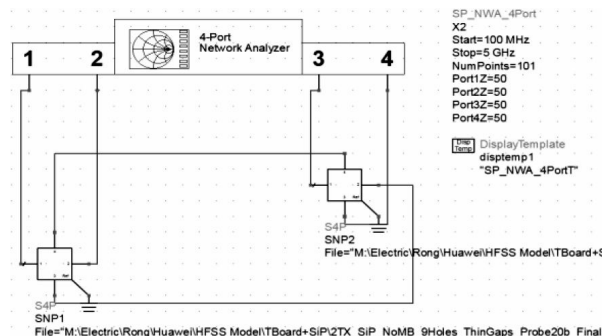 SP_NWA_4Port
X2
Start=100 MHz
Stop=5 GHz
NumPoints=101
Port1Z=50
Port2Z=50
Port3Z=50
Port4Z=50
4-Port
Network Analyzer
1
2
3
4
Disp
Temp
DisplayTemplate
disptemp1
"SP_NWA_4PortT"
S4P
SNP2
File="M:\Electric\Rong\Huawei\HFSS Model\TBoard+S
S4P
SNP1
File="M:\Electric\Rong\Huawei\HFSS Model\TBoard+SiP\2TX_SiP_NoMB_9Holes_ThinGaps_Probe20b_Final